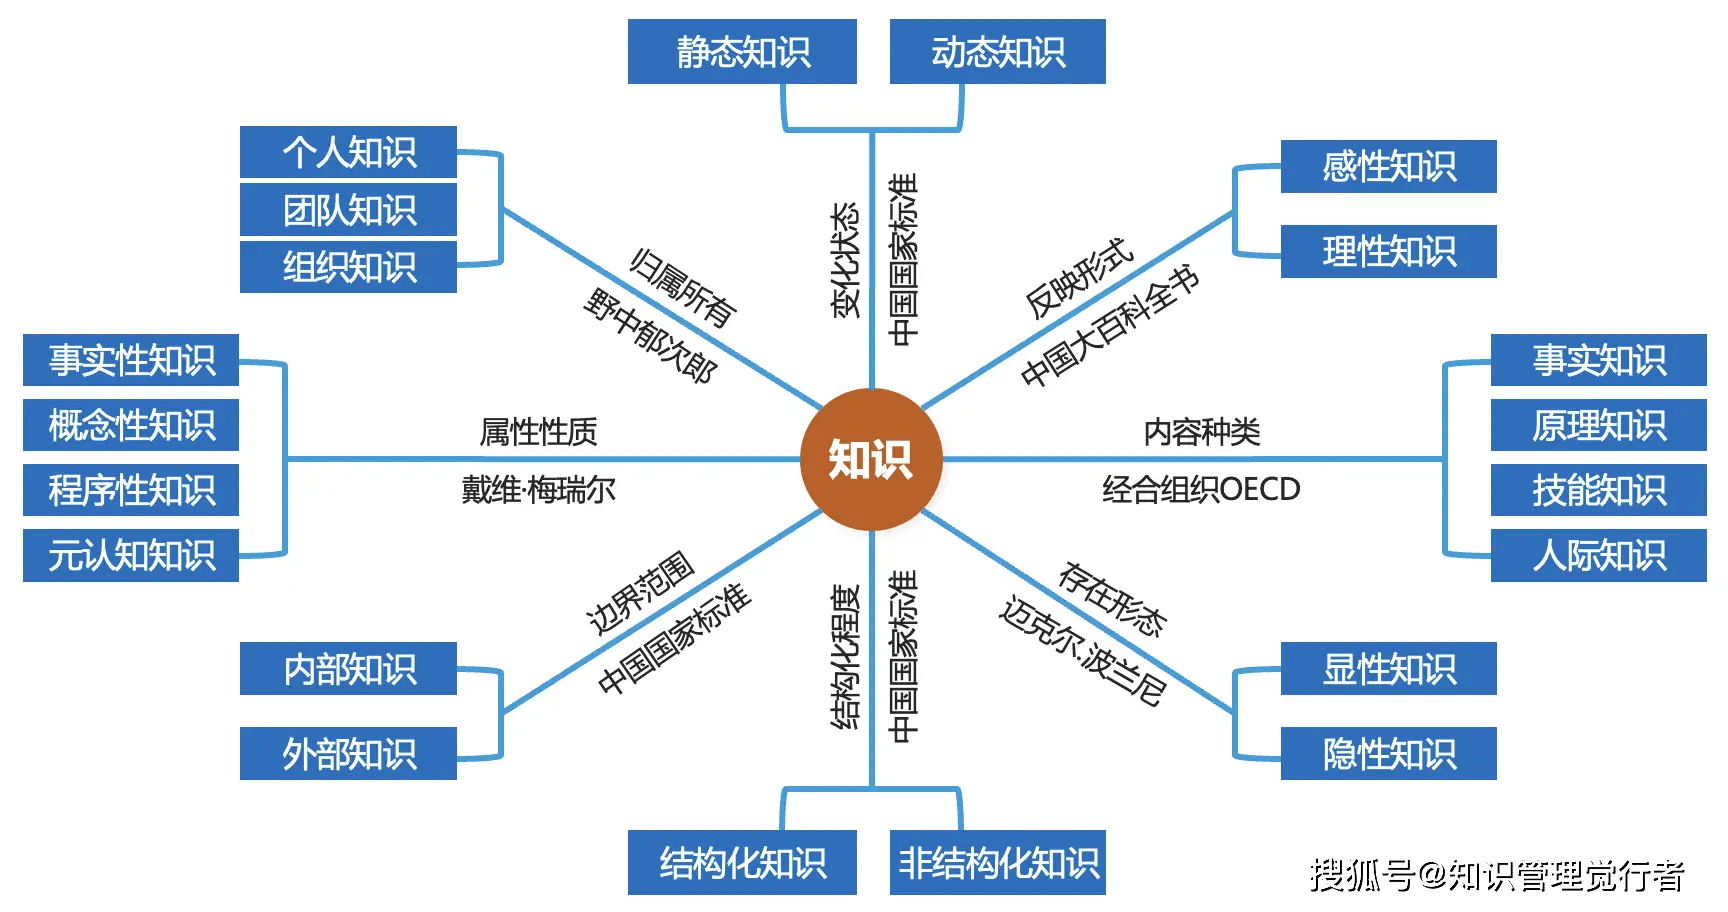 静态知识
动态知识
变化状态
中国国家标准
个人知识
团队知识
组织知识
归属所有
野中郁次郎
感性知识
理性知识
反映形式
中国大百科全书
事实性知识
概念性知识
程序性知识
元认知知识
属性性质
戴维·梅瑞尔
知识
内容种类
经合组织OECD
事实知识
原理知识
技能知识
人际知识
边界范围
中国国家标准
内部知识
外部知识
结构化程度
中国国家标准
存在形态
迈克尔.波兰尼
显性知识
隐性知识
结构化知识
非结构化知识
搜狐号@知识管理觉行者